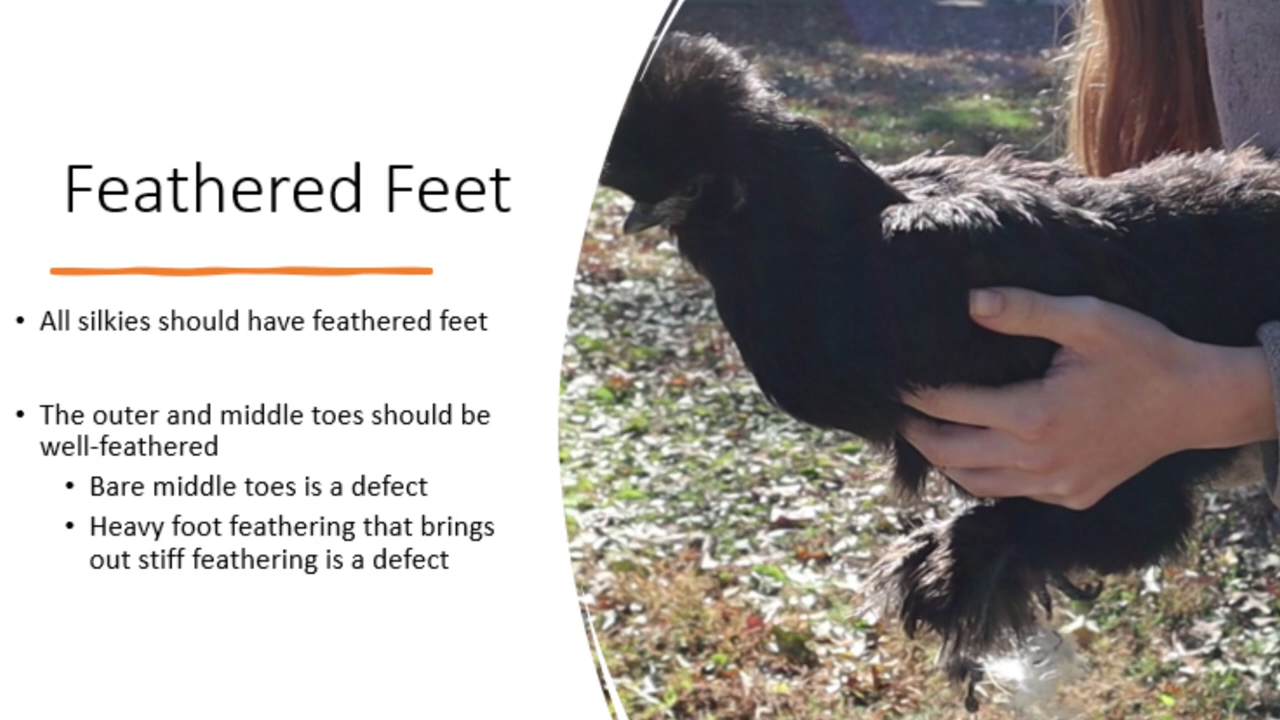 Feathered Feet
• All silkies should have feathered feet
• The outer and middle toes should be
well-feathered
• Bare middle toes is a defect
• Heavy foot feathering that brings
out stiff feathering is a defect